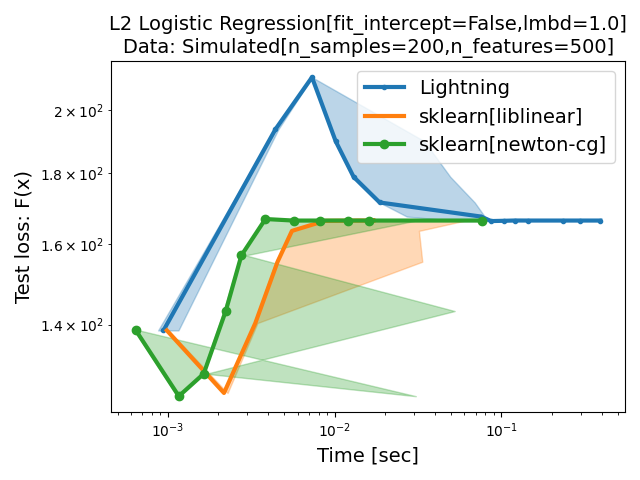 L2 Logistic Regression[fit_intercept=False,lmbd=1.0]
Data: Simulated[n_samples=200,n_features=500]
Lightning
sklearn[liblinear]
sklearn[newton-cg]
2 × 10²
1.8 × 10²
1.6 × 10²
1.4 × 10²
Test loss: F(x)
10⁻³ 10⁻² 10⁻¹
Time [sec]